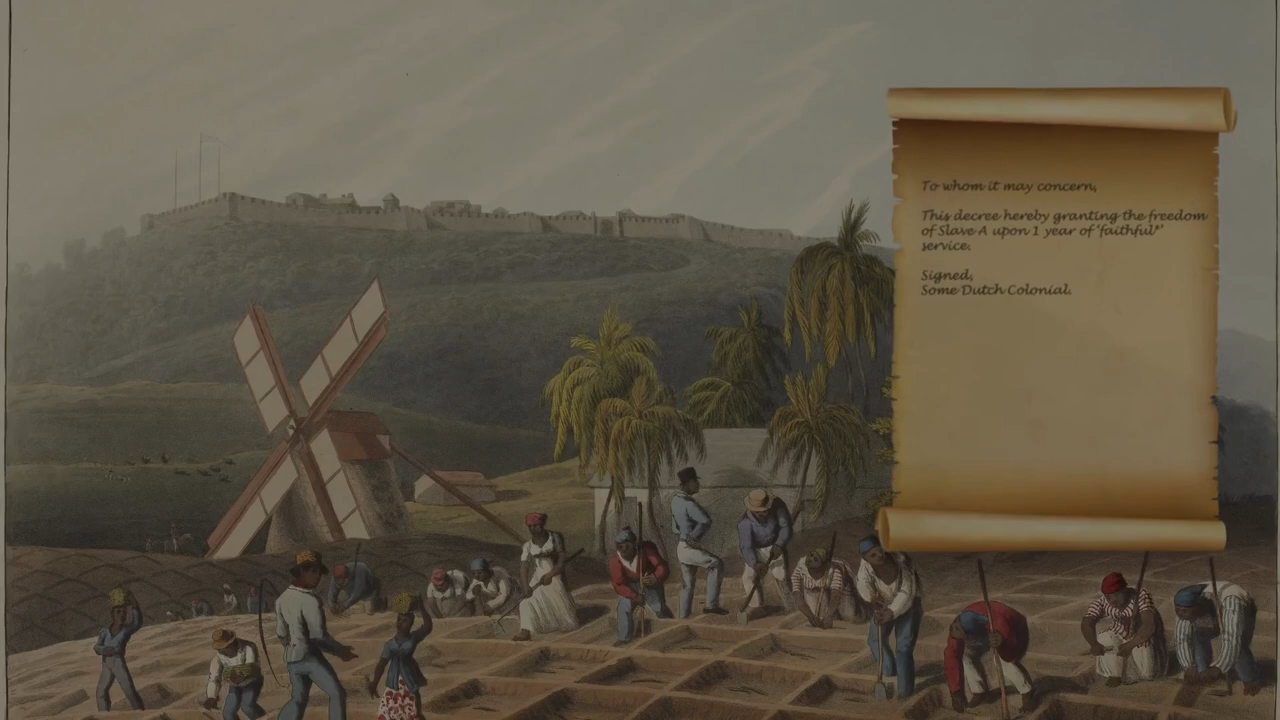 To whom it may concern,
This decree hereby granting the freedom
of Slave A upon 1 year of 'faithful*'
service.
Signed,
Some Dutch Colonial.